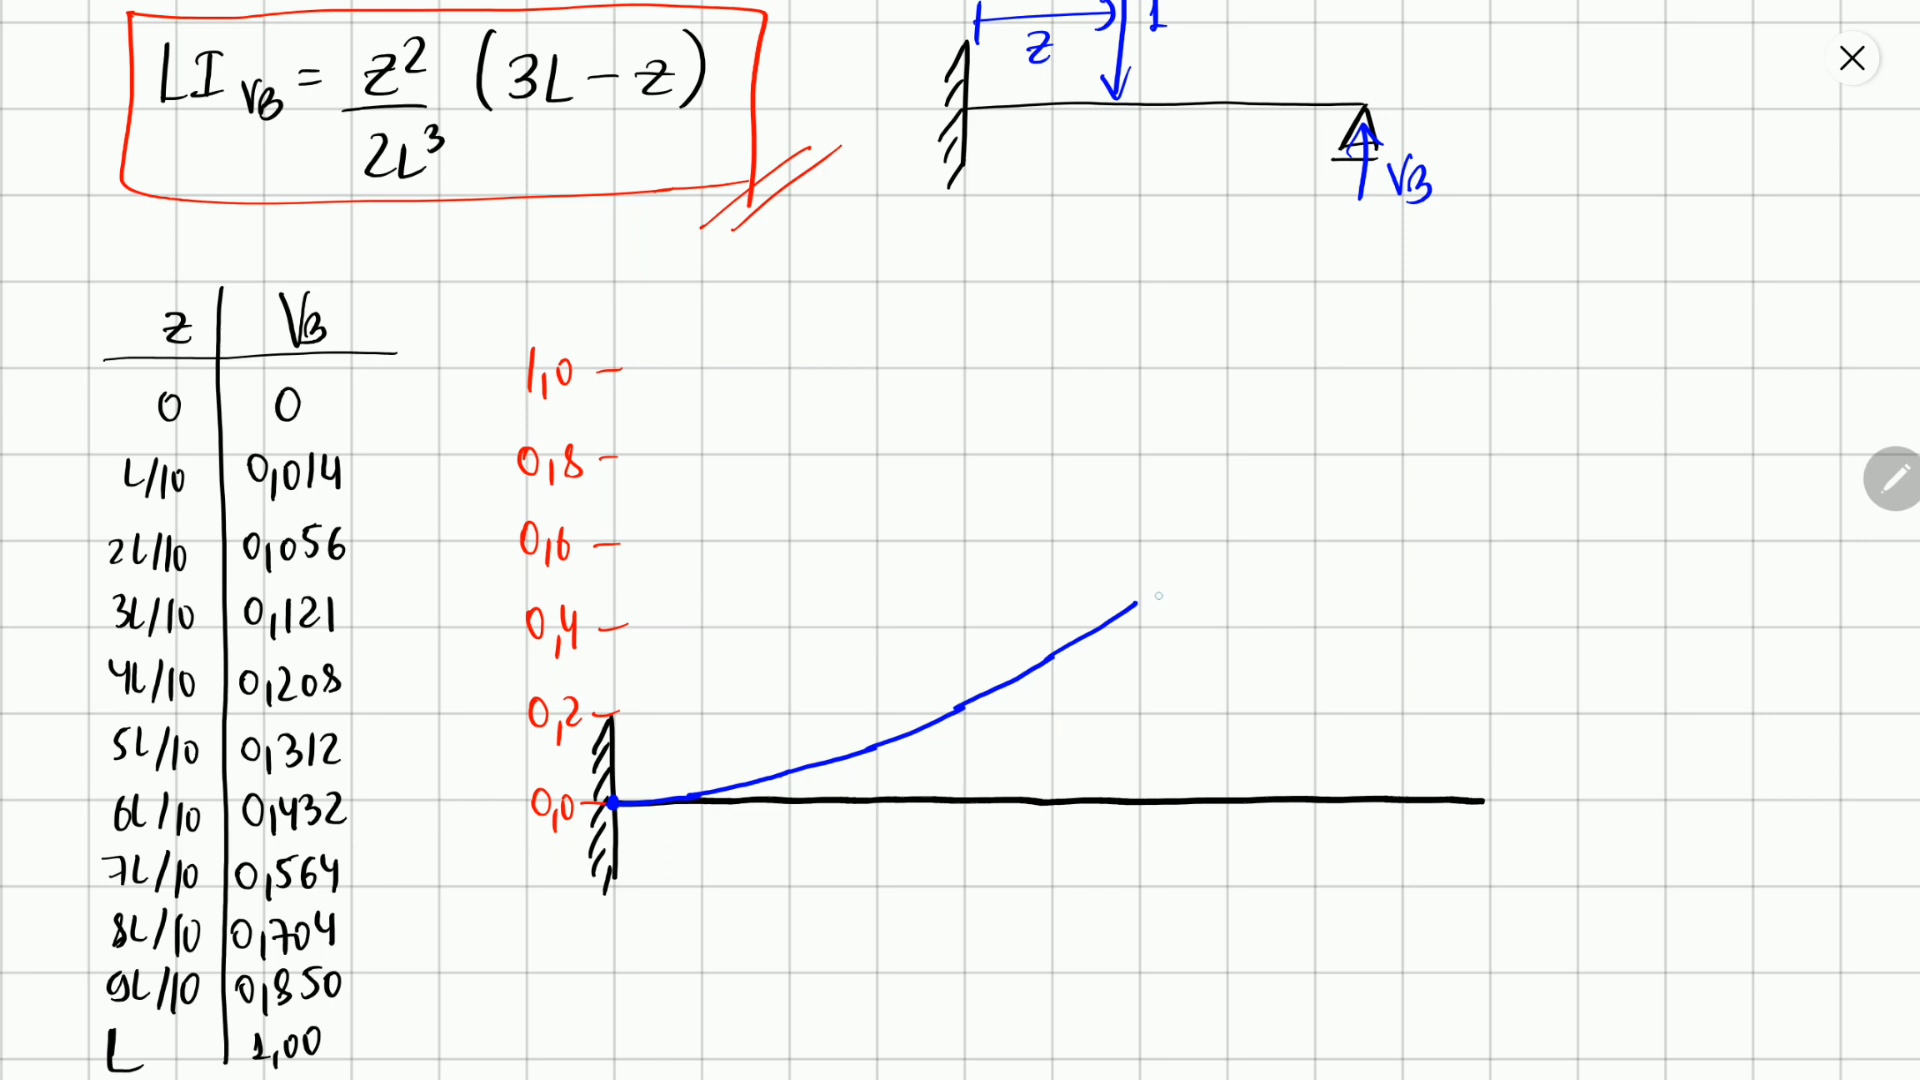 LI_VB = z²/2L³ (3L - z)
1
z
VB
z | VB
0 | 0
L/10 | 0,014
2L/10 | 0,056
3L/10 | 0,121
4L/10 | 0,208
5L/10 | 0,312
6L/10 | 0,432
7L/10 | 0,564
8L/10 | 0,704
9L/10 | 0,850
L | 1,00
1,0
0,8
0,6
0,4
0,2
0,0